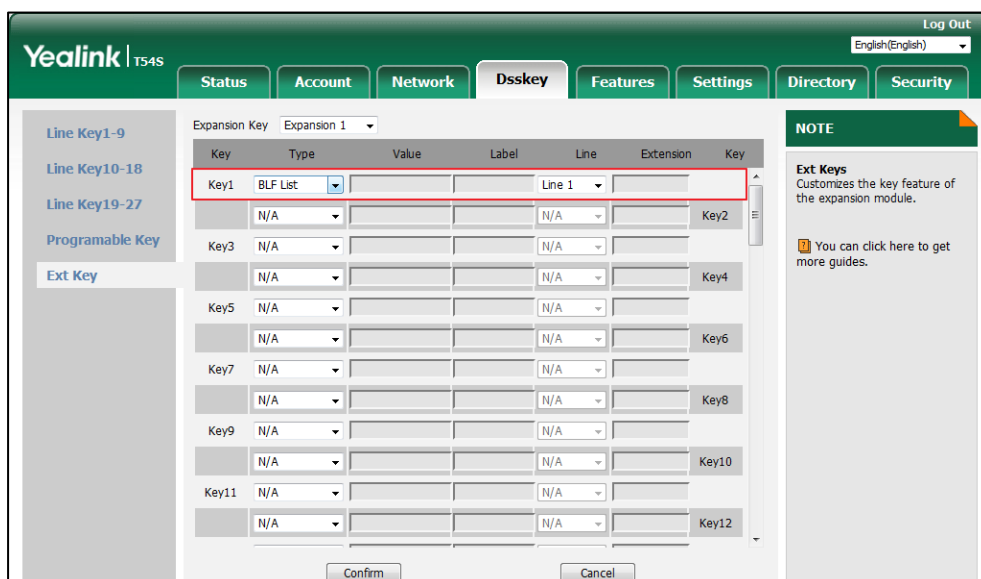 Log Out
Yealink T54S
English(English)
Status Account Network Dsskey Features Settings Directory Security
Line Key1-9
Line Key10-18
Line Key19-27
Programable Key
Ext Key
Expansion Key Expansion 1
Key Type Value Label Line Extension Key
Key1 BLF List Line 1
N/A N/A Key2
Key3 N/A N/A
N/A N/A Key4
Key5 N/A N/A
N/A N/A Key6
Key7 N/A N/A
N/A N/A Key8
Key9 N/A N/A
N/A N/A Key10
Key11 N/A N/A
N/A N/A Key12
Confirm Cancel
NOTE
Ext Keys
Customizes the key feature of
the expansion module.
You can click here to get
more guides.